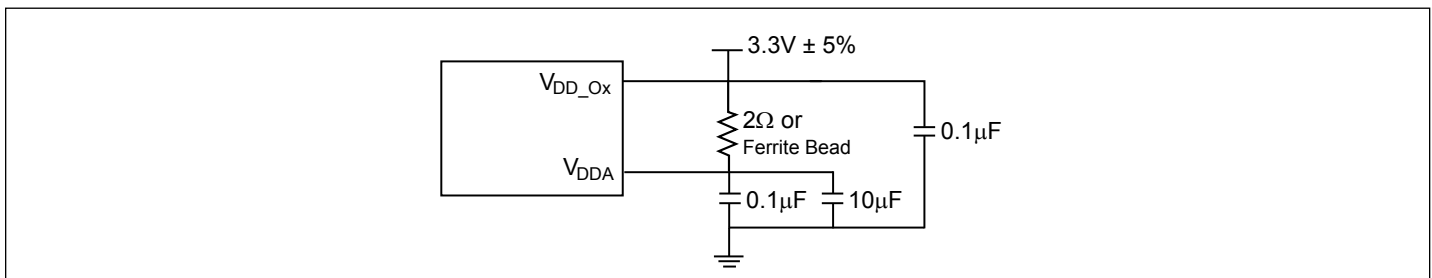 3.3V ± 5%
VDD_Ox
2Ω or
Ferrite Bead
0.1μF
VDDA
0.1μF
10μF